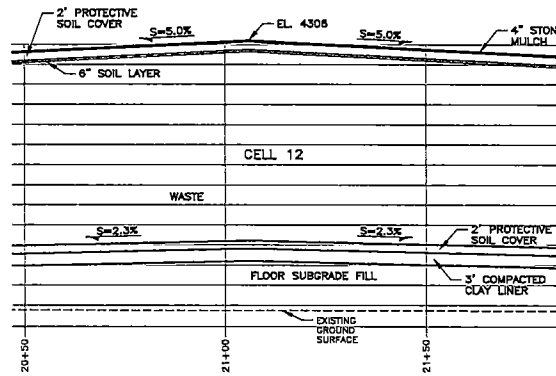 2' PROTECTIVE
SOIL COVER
S=5.0%
EL. 4306
S=5.0%
4" STON
MULCH
6" SOIL LAYER
CELL 12
WASTE
S=2.3%
S=2.3%
2' PROTECTIVE
SOIL COVER
FLOOR SUBGRADE FILL
3' COMPACTED
CLAY LINER
EXISTING
GROUND
SURFACE
20+50
21+00
21+50